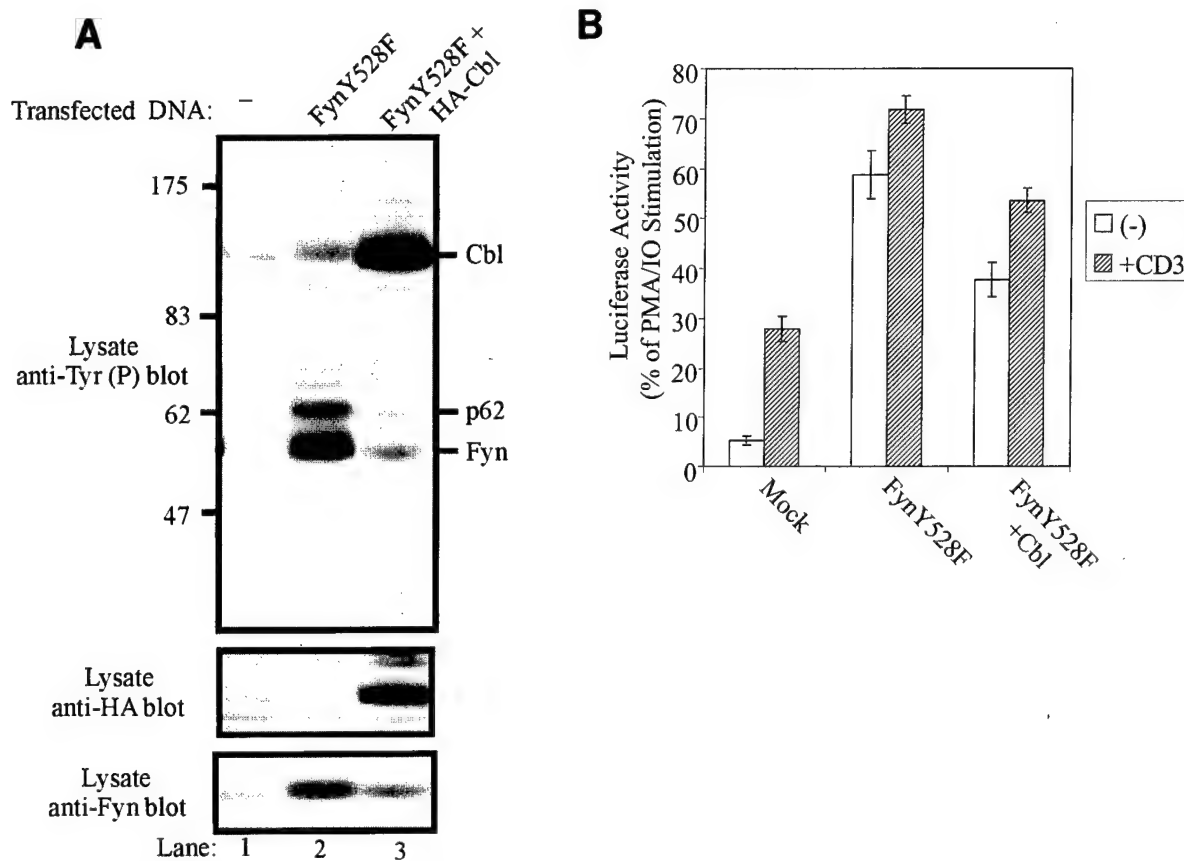 A
Transfected DNA:
–
FynY528F
FynY528F +
HA-Cbl
175
83
62
47
Lysate
anti-Tyr (P) blot
Cbl
p62
Fyn
Lysate
anti-HA blot
Lysate
anti-Fyn blot
Lane: 1 2 3
B
Luciferase Activity
(% of PMA/IO Stimulation)
80
70
60
50
40
30
20
10
0
Mock
FynY528F
FynY528F
+Cbl
(-)
+CD3